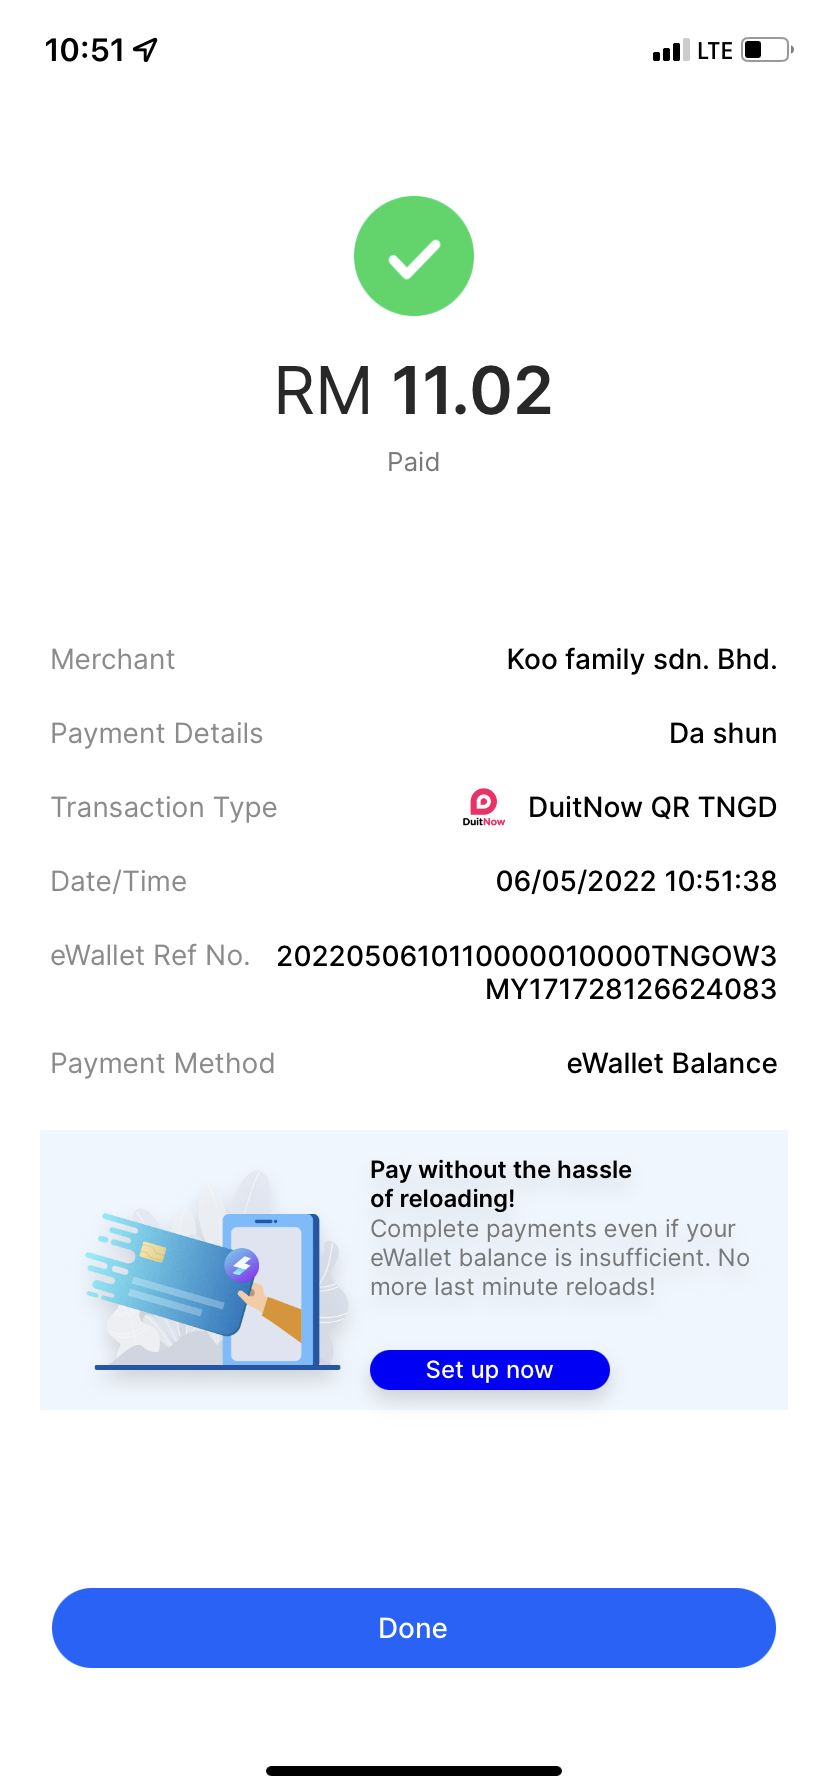 10:51 LTE
RM 11.02
Paid
Merchant Koo family sdn. Bhd.
Payment Details Da shun
Transaction Type DuitNow DuitNow QR TNGD
Date/Time 06/05/2022 10:51:38
eWallet Ref No. 2022050610110000010000TNGOW3
MY171728126624083
Payment Method eWallet Balance
Pay without the hassle
of reloading!
Complete payments even if your
eWallet balance is insufficient. No
more last minute reloads!
Set up now
Done